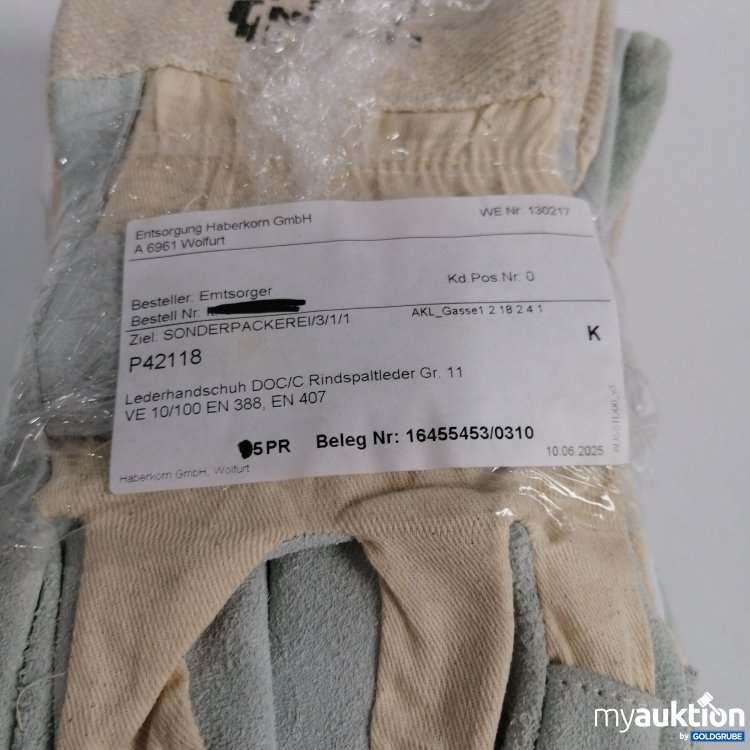 Entsorgung Haberkorn GmbH
A 6961 Wolfurt
WE Nr: 130217
Besteller: Emtsorger
Kd.Pos.Nr: 0
Bestell Nr:
Ziel: SONDERPACKEREI/3/1/1
AKL_Gasse1 2 18 2 4 1
P42118
K
Lederhandschuh DOC/C Rindspaltleder Gr. 11
VE 10/100 EN 388, EN 407
5 PR Beleg Nr: 16455453/0310
10.06.2025
Haberkorn GmbH, Wolfurt
myauktion
by GOLDGRUBE